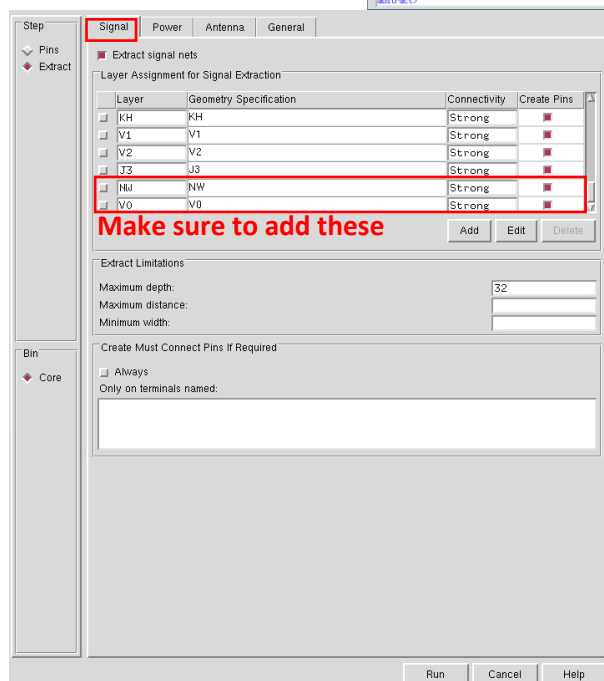 abstract>
Step
Signal Power Antenna General
Pins
Extract
Extract signal nets
Layer Assignment for Signal Extraction
Layer Geometry Specification Connectivity Create Pins
KH KH Strong
V1 V1 Strong
V2 V2 Strong
J3 J3 Strong
NW NW Strong
V0 V0 Strong
Make sure to add these
Add Edit Delete
Extract Limitations
Maximum depth: 32
Maximum distance:
Minimum width:
Bin
Core
Create Must Connect Pins If Required
Always
Only on terminals named:
Run Cancel Help